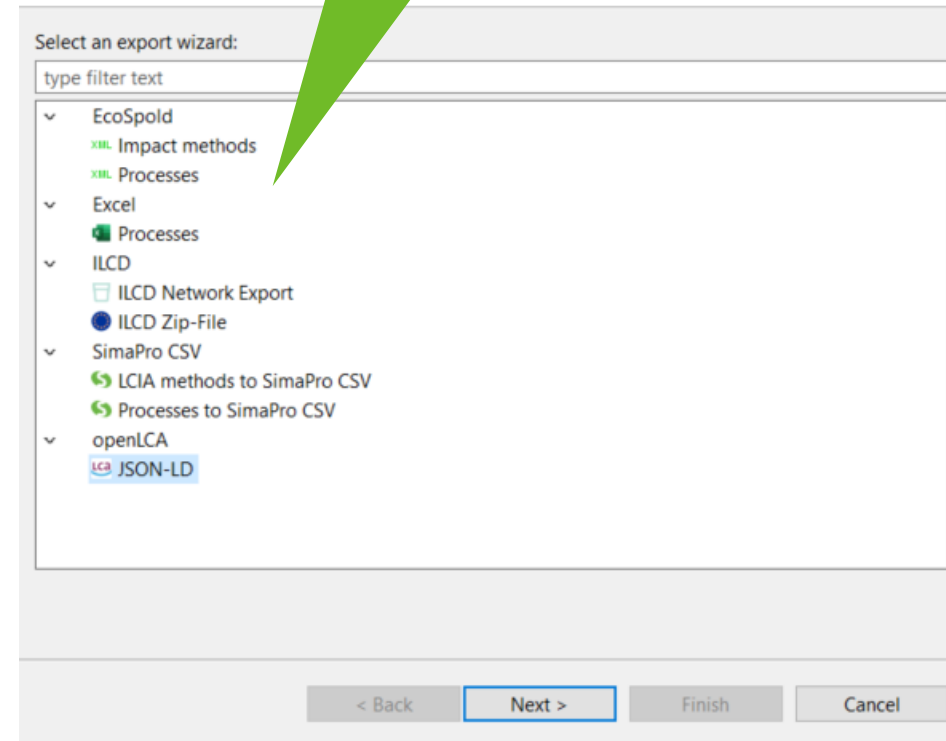 Select an export wizard:
type filter text
EcoSpold
XML Impact methods
XML Processes
Excel
Processes
ILCD
ILCD Network Export
ILCD Zip-File
SimaPro CSV
LCIA methods to SimaPro CSV
Processes to SimaPro CSV
openLCA
LCA JSON-LD
< Back Next > Finish Cancel